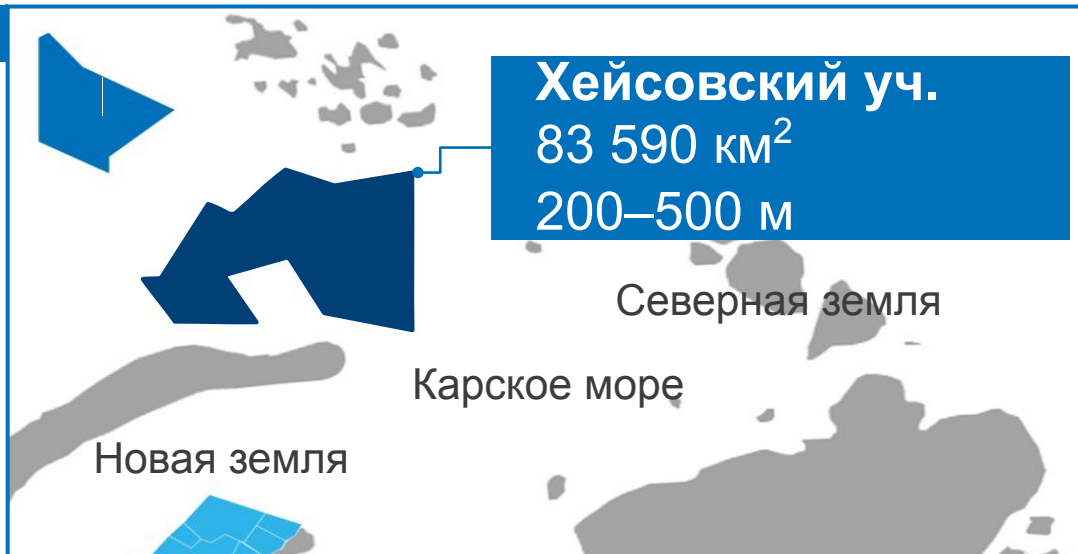 Хейсовский уч.
83 590 км²
200–500 м
Северная земля
Карское море
Новая земля